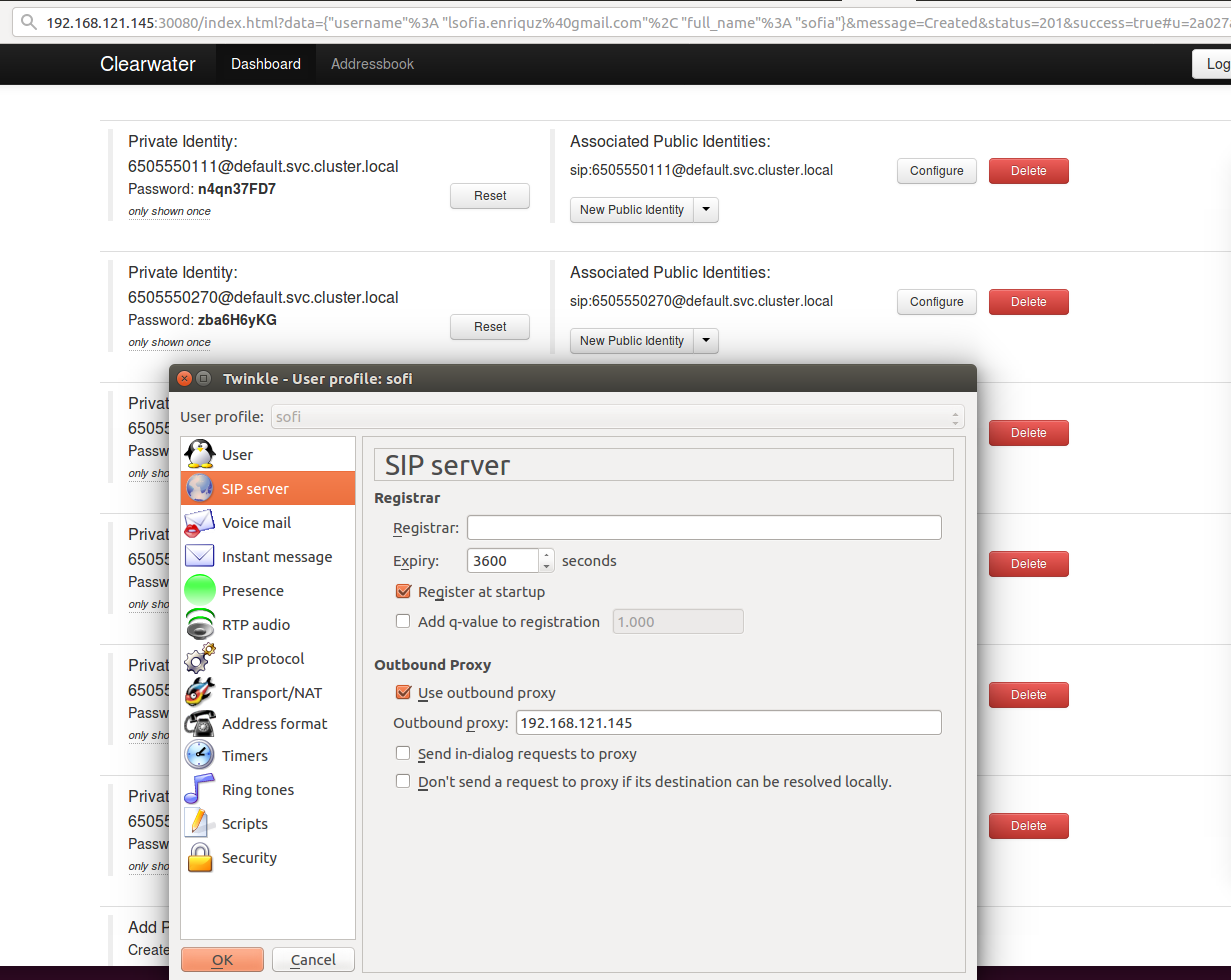 192.168.121.145:30080/index.html?data={"username"%3A "lsofia.enriquz%40gmail.com"%2C "full_name"%3A "sofia"}&message=Created&status=201&success=true#u=2a027
Clearwater Dashboard Addressbook Log
Private Identity: Associated Public Identities:
6505550111@default.svc.cluster.local sip:6505550111@default.svc.cluster.local Configure Delete
Password: n4qn37FD7 Reset
only shown once New Public Identity
Private Identity: Associated Public Identities:
6505550270@default.svc.cluster.local sip:6505550270@default.svc.cluster.local Configure Delete
Password: zba6H6yKG Reset
only shown once New Public Identity
Twinkle - User profile: sofi
Privat
User profile: sofi
6505 Delete
Passw
only sho
User
SIP server
Voice mail
Instant message
Presence
RTP audio
SIP protocol
Transport/NAT
Address format
Timers
Ring tones
Scripts
Security
OK Cancel
SIP server
Registrar
Registrar:
Expiry: 3600 seconds
Register at startup
Add q-value to registration 1.000
Outbound Proxy
Use outbound proxy
Outbound proxy: 192.168.121.145
Send in-dialog requests to proxy
Don't send a request to proxy if its destination can be resolved locally.
Privat
6505 Delete
Passw
only sho
Privat
6505 Delete
Passw
only sho
Privat
6505 Delete
Passw
only sho
Add P
Create